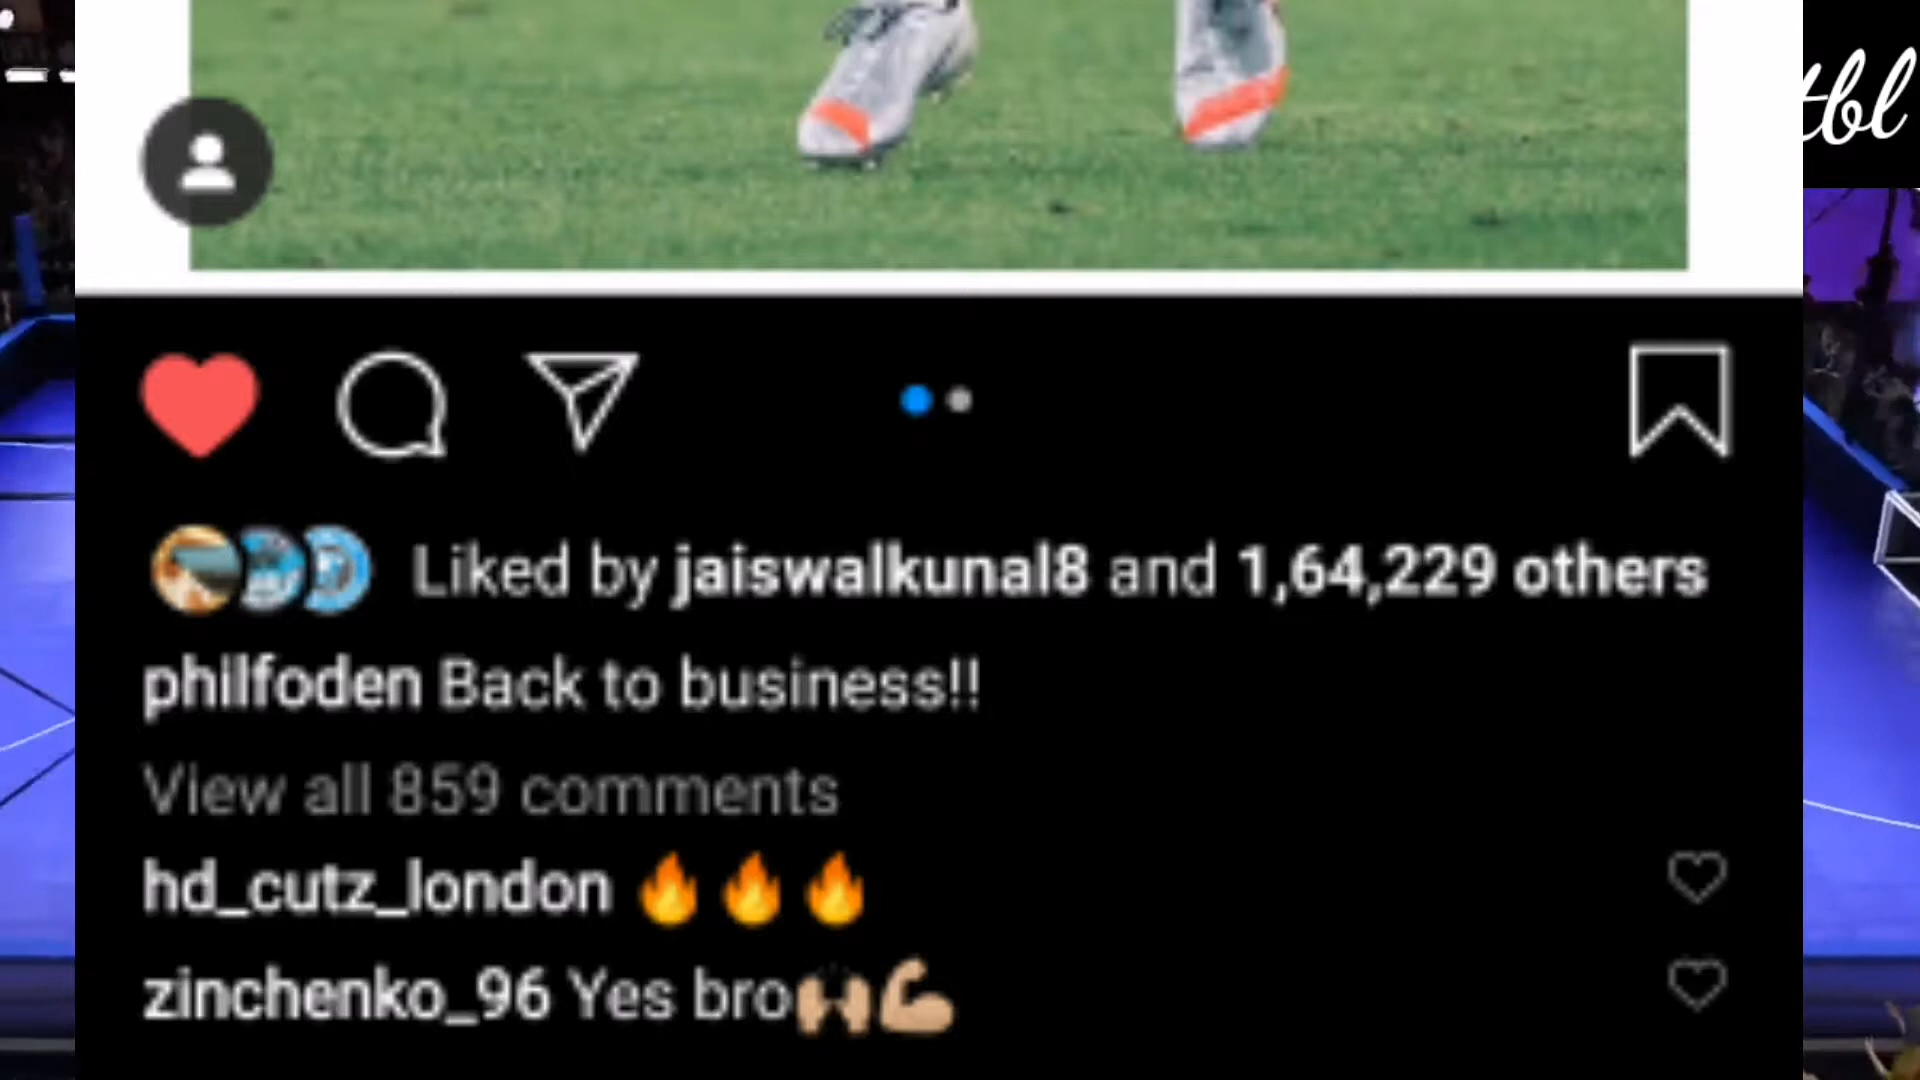 tbl
Liked by jaiswalkunal8 and 1,64,229 others
philfoden Back to business!!
View all 859 comments
hd_cutz_london 🔥🔥🔥
zinchenko_96 Yes bro🙌🏼💪🏼